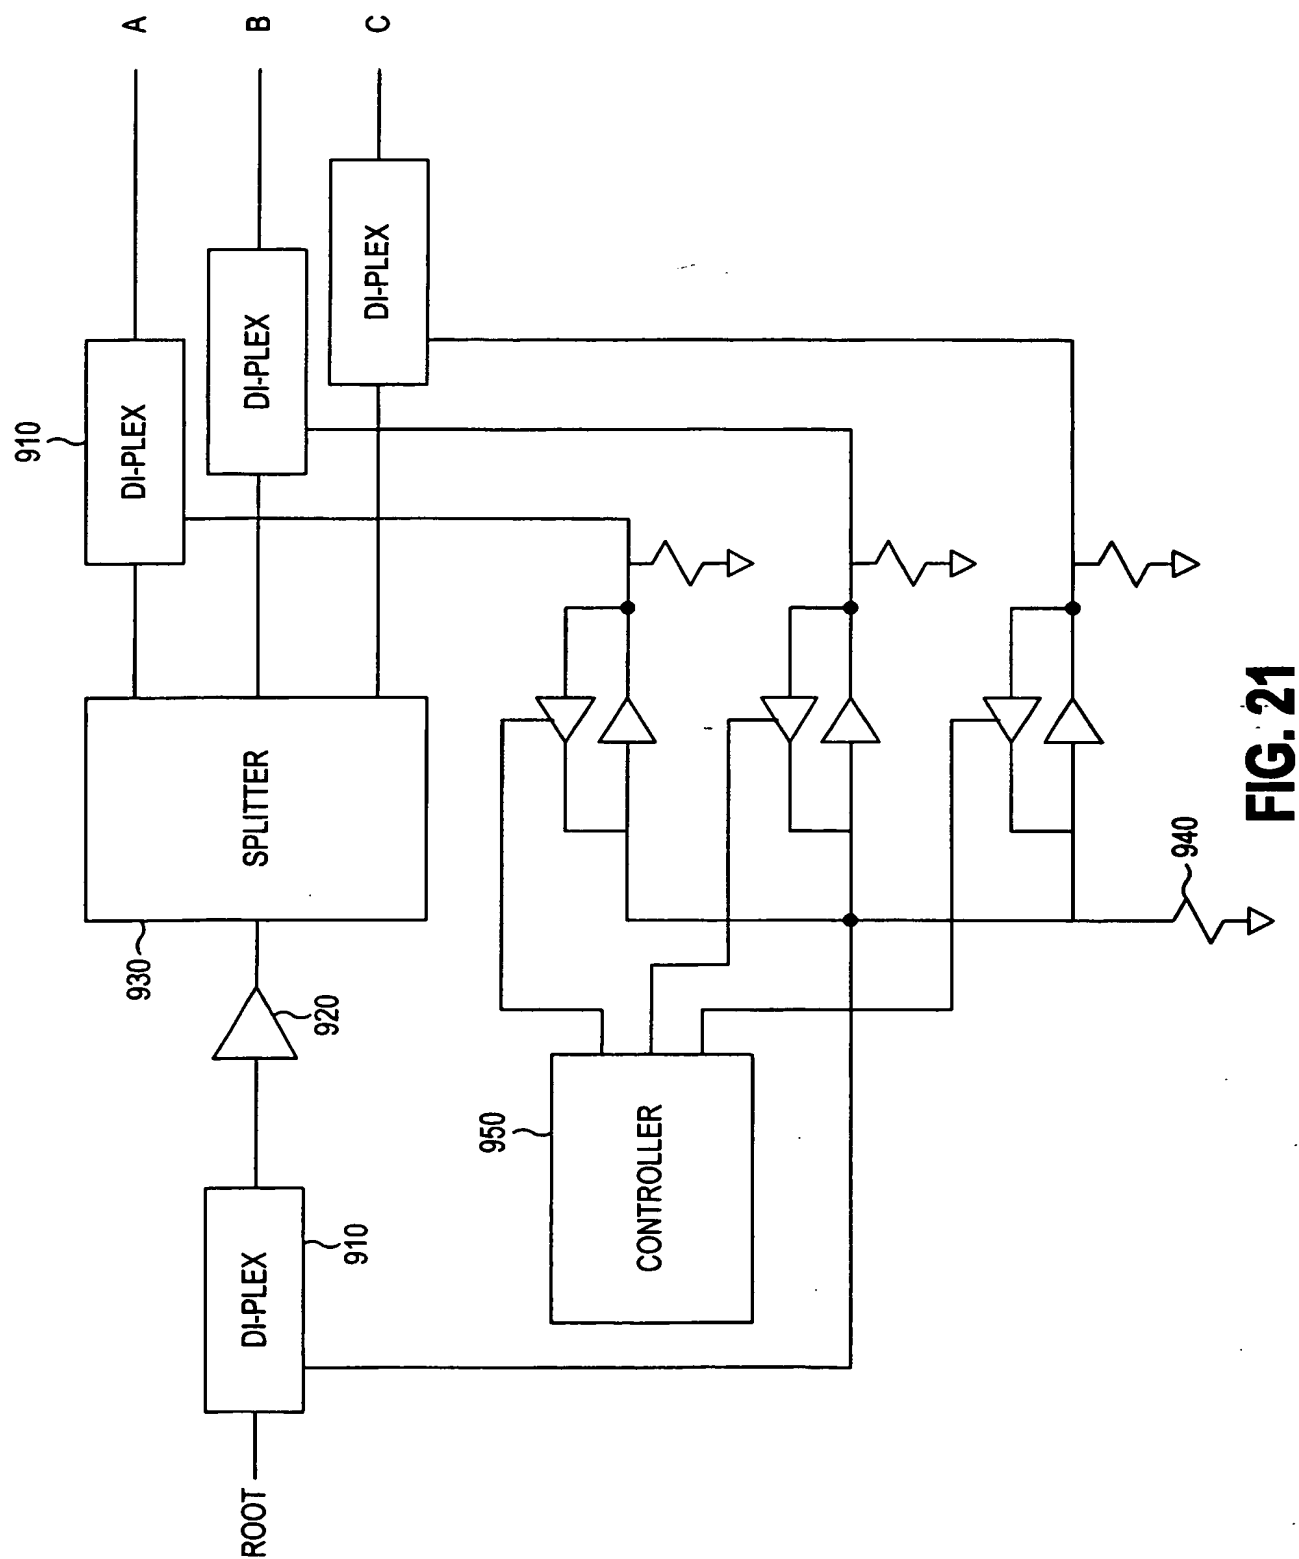 A
B
C
910
DI-PLEX
DI-PLEX
DI-PLEX
SPLITTER
930
920
940
950
CONTROLLER
910
DI-PLEX
ROOT
FIG. 21